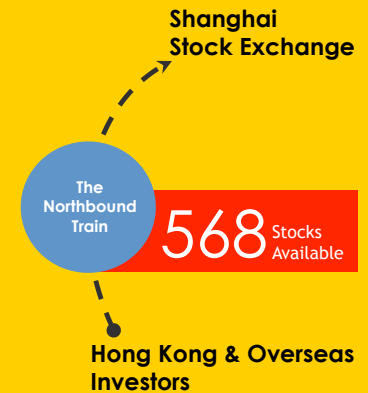 Shanghai
Stock Exchange
The
Northbound
Train
568 Stocks
Available
Hong Kong & Overseas
Investors